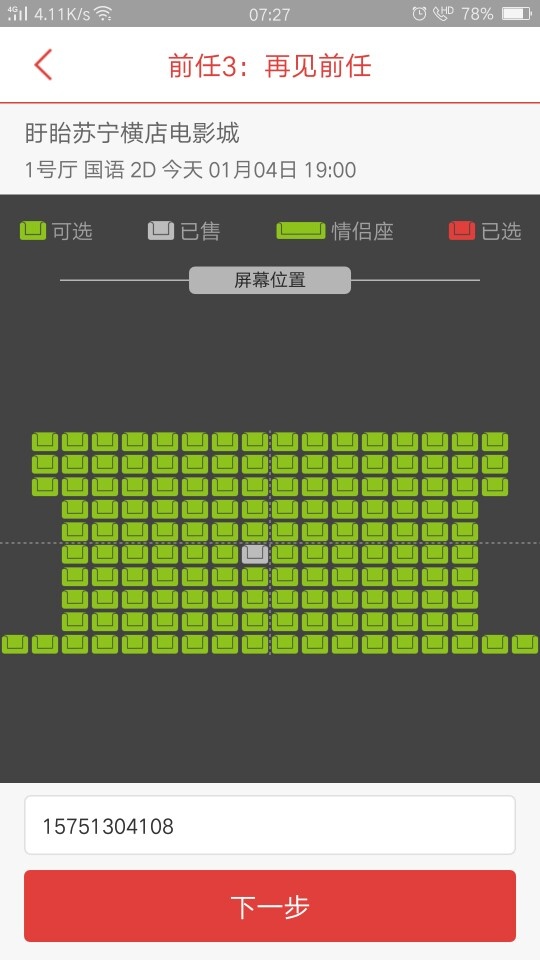 4G 4.11K/s 07:27 HD 78%
前任3：再见前任
盱眙苏宁横店电影城
1号厅 国语 2D 今天 01月04日 19:00
可选 已售 情侣座 已选
屏幕位置
15751304108
下一步